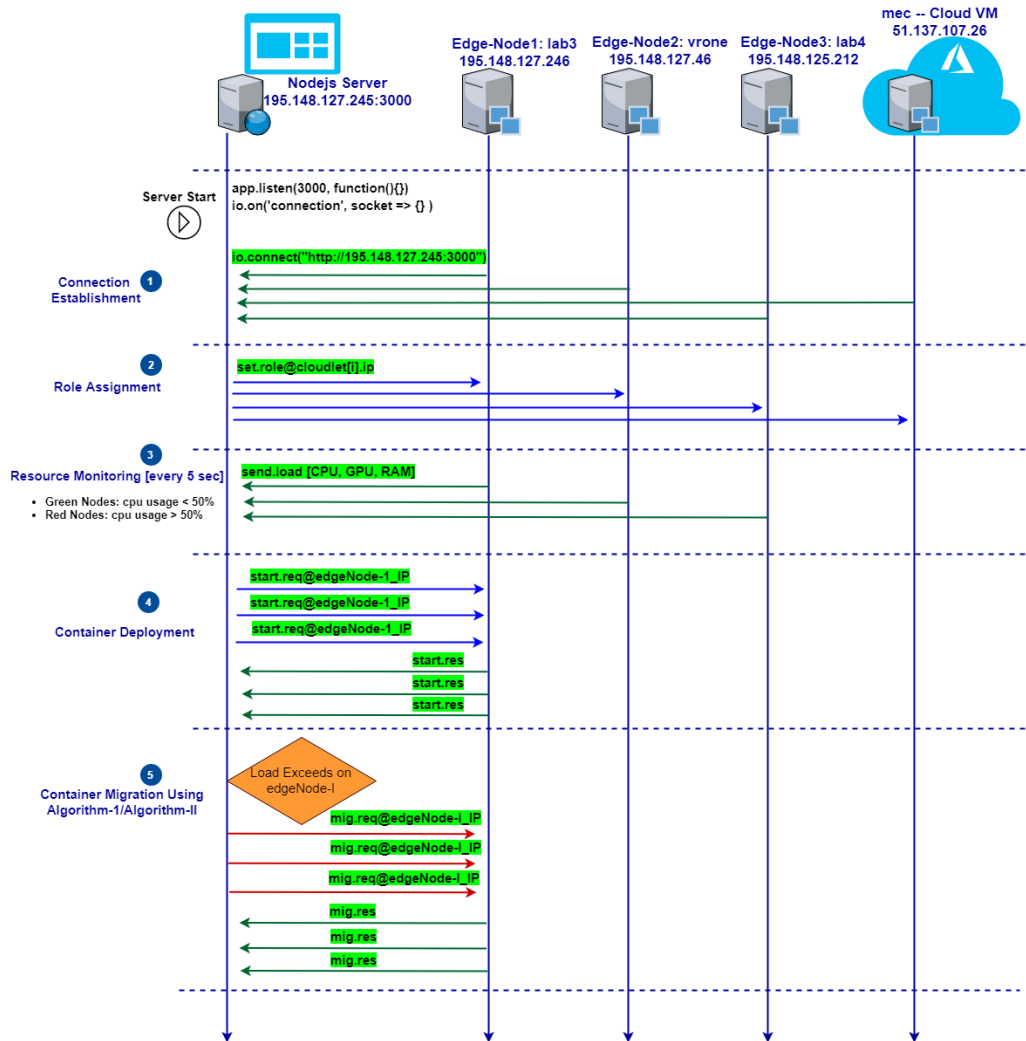 mec -- Cloud VM
51.137.107.26
Edge-Node1: lab3
195.148.127.246
Edge-Node2: vrone
195.148.127.46
Edge-Node3: lab4
195.148.125.212
Nodejs Server
195.148.127.245:3000
Server Start
app.listen(3000, function(){})
io.on('connection', socket => {} )
io.connect("http://195.148.127.245:3000")
1
Connection
Establishment
2
Role Assignment
set.role@cloudlet[i].ip
3
Resource Monitoring [every 5 sec]
• Green Nodes: cpu usage < 50%
• Red Nodes: cpu usage > 50%
send.load [CPU, GPU, RAM]
4
Container Deployment
start.req@edgeNode-1_IP
start.req@edgeNode-1_IP
start.req@edgeNode-1_IP
start.res
start.res
start.res
5
Container Migration Using
Algorithm-1/Algorithm-II
Load Exceeds on
edgeNode-I
mig.req@edgeNode-I_IP
mig.req@edgeNode-I_IP
mig.req@edgeNode-I_IP
mig.res
mig.res
mig.res